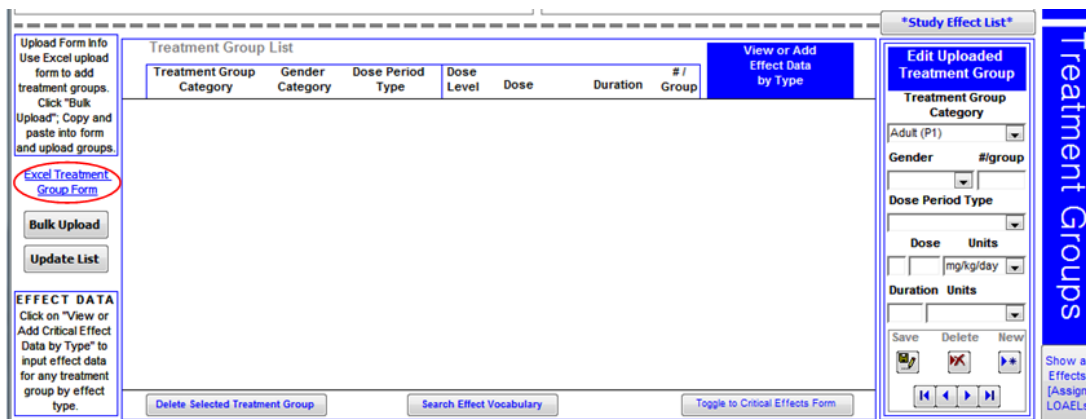 *Study Effect List*
Upload Form Info
Use Excel upload
form to add
treatment groups.
Click "Bulk
Upload"; Copy and
paste into form
and upload groups.
Excel Treatment
Group Form
Bulk Upload
Update List
EFFECT DATA
Click on "View or
Add Critical Effect
Data by Type" to
input effect data
for any treatment
group by effect
type.
Treatment Group List
Treatment Group
Category
Gender
Category
Dose Period
Type
Dose
Level
Dose
Duration
# /
Group
View or Add
Effect Data
by Type
Delete Selected Treatment Group
Search Effect Vocabulary
Toggle to Critical Effects Form
Edit Uploaded
Treatment Group
Treatment Group
Category
Adult (P1)
Gender #/group
Dose Period Type
Dose Units
mg/kg/day
Duration Units
Save Delete New
Treatment Groups
Show a
Effects
[Assign
LOAELs